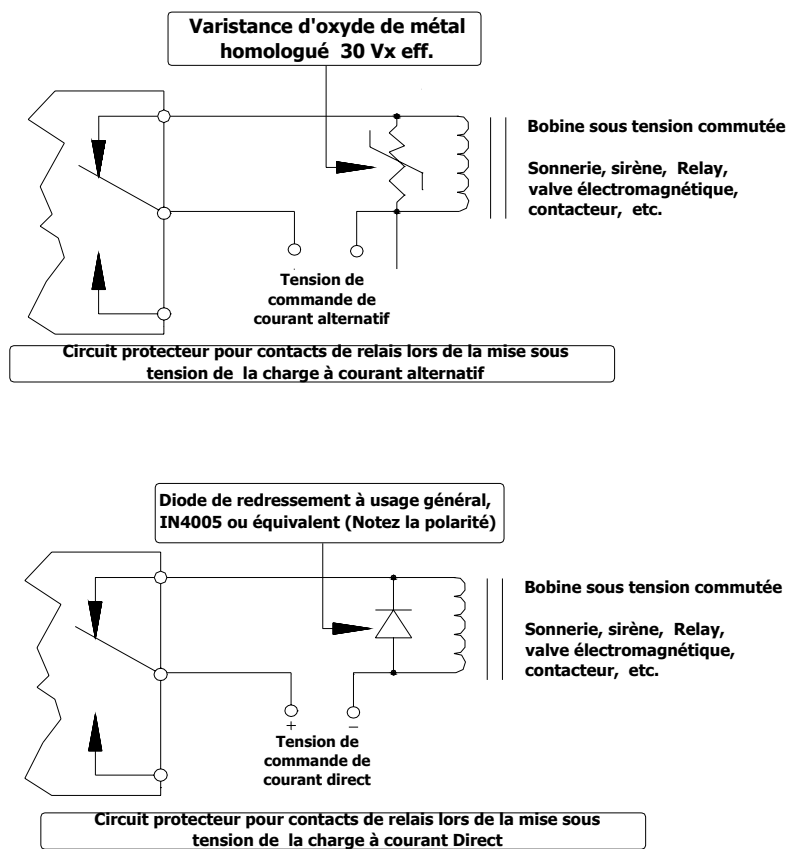 Varistance d'oxyde de métal
homologué 30 Vx eff.
Bobine sous tension commutée
Sonnerie, sirène, Relay,
valve électromagnétique,
contacteur, etc.
Tension de
commande de
courant alternatif
Circuit protecteur pour contacts de relais lors de la mise sous
tension de la charge à courant alternatif
Diode de redressement à usage général,
IN4005 ou équivalent (Notez la polarité)
Bobine sous tension commutée
Sonnerie, sirène, Relay,
valve électromagnétique,
contacteur, etc.
+ –
Tension de
commande de
courant direct
Circuit protecteur pour contacts de relais lors de la mise sous
tension de la charge à courant Direct